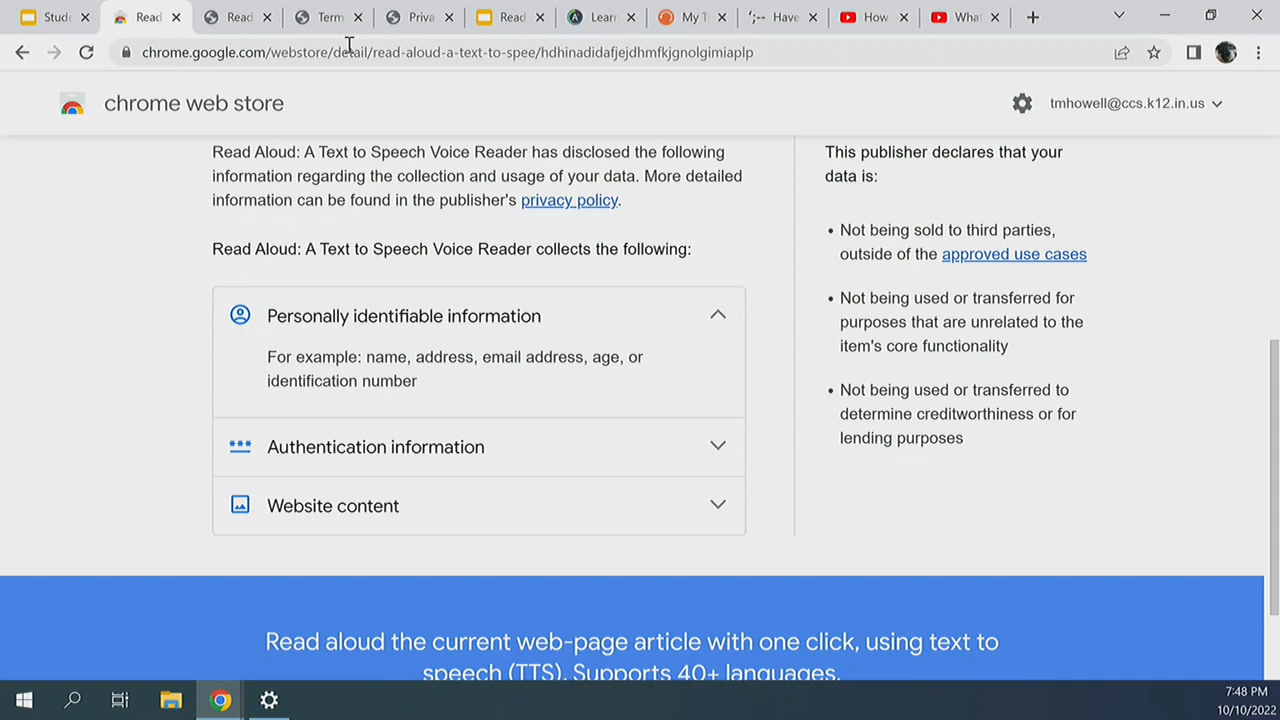 Stude
Read
Read
Term
Priva
Read
Learn
My Ti
Have
How
What
chrome.google.com/webstore/detail/read-aloud-a-text-to-spee/hdhinadidafjejdhmfkjgnolgimiaplp
chrome web store
tmhowell@ccs.k12.in.us
Read Aloud: A Text to Speech Voice Reader has disclosed the following
information regarding the collection and usage of your data. More detailed
information can be found in the publisher's privacy policy.
Read Aloud: A Text to Speech Voice Reader collects the following:
Personally identifiable information
For example: name, address, email address, age, or
identification number
Authentication information
Website content
This publisher declares that your
data is:
• Not being sold to third parties,
outside of the approved use cases
• Not being used or transferred for
purposes that are unrelated to the
item's core functionality
• Not being used or transferred to
determine creditworthiness or for
lending purposes
Read aloud the current web-page article with one click, using text to
speech (TTS). Supports 40+ languages.
7:48 PM
10/10/2022